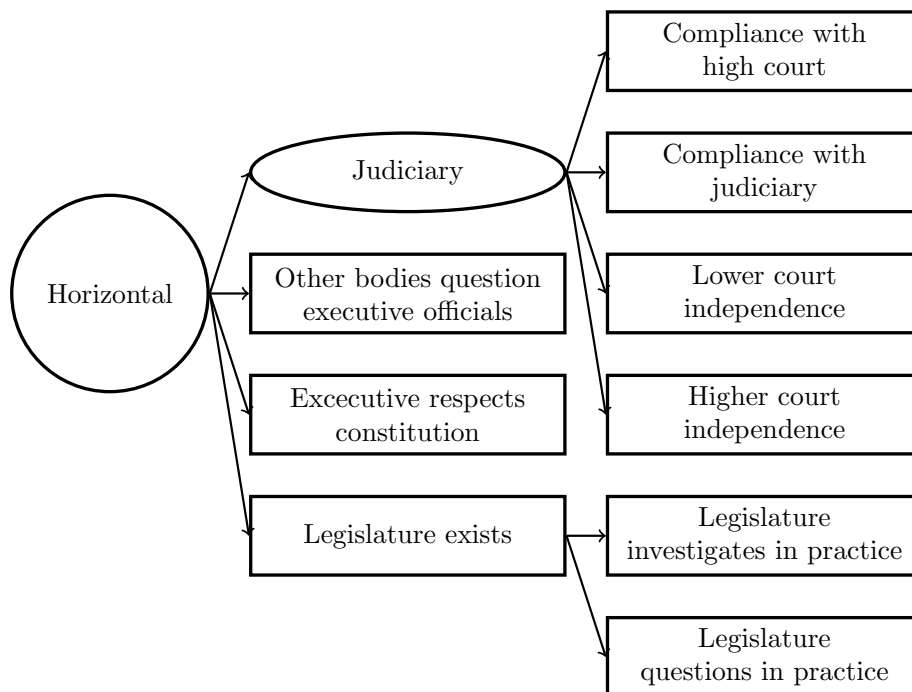 Compliance with
high court
Judiciary
Compliance with
judiciary
Horizontal
Other bodies question
executive officials
Lower court
independence
Excecutive respects
constitution
Higher court
independence
Legislature exists
Legislature
investigates in practice
Legislature
questions in practice